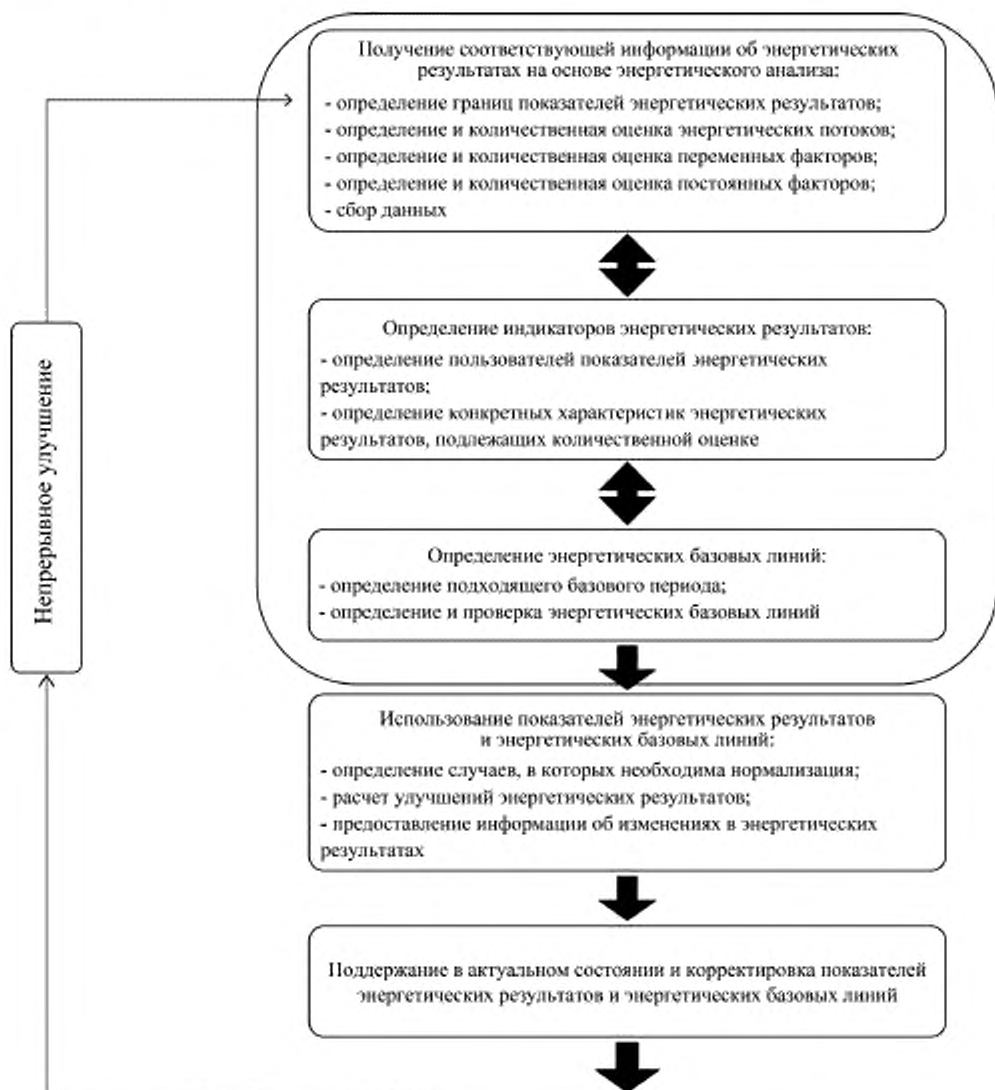 Получение соответствующей информации об энергетических
результатах на основе энергетического анализа:
- определение границ показателей энергетических результатов;
- определение и количественная оценка энергетических потоков;
- определение и количественная оценка переменных факторов;
- определение и количественная оценка постоянных факторов;
- сбор данных
Определение индикаторов энергетических результатов:
- определение пользователей показателей энергетических
результатов;
- определение конкретных характеристик энергетических
результатов, подлежащих количественной оценке
Непрерывное улучшение
Определение энергетических базовых линий:
- определение подходящего базового периода;
- определение и проверка энергетических базовых линий
Использование показателей энергетических результатов
и энергетических базовых линий:
- определение случаев, в которых необходима нормализация;
- расчет улучшений энергетических результатов;
- предоставление информации об изменениях в энергетических
результатах
Поддержание в актуальном состоянии и корректировка показателей
энергетических результатов и энергетических базовых линий